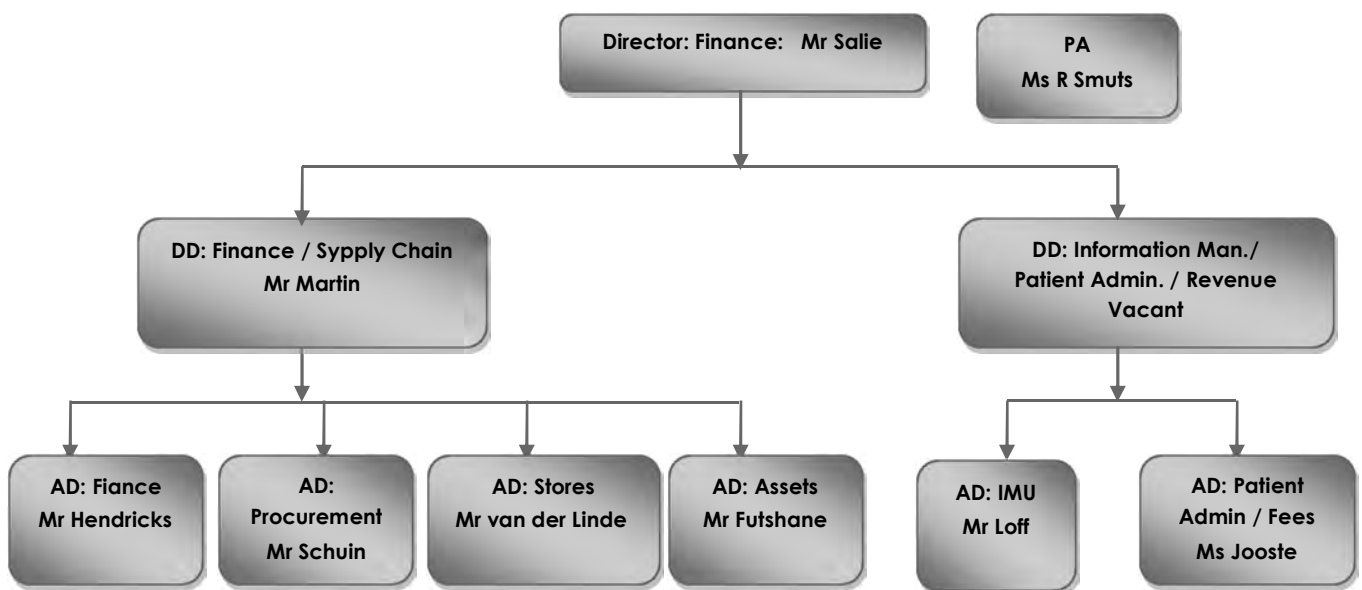 Director: Finance: Mr Salie
PA
Ms R Smuts
DD: Finance / Sypply Chain
Mr Martin
DD: Information Man./
Patient Admin. / Revenue
Vacant
AD: Fiance
Mr Hendricks
AD:
Procurement
Mr Schuin
AD: Stores
Mr van der Linde
AD: Assets
Mr Futshane
AD: IMU
Mr Loff
AD: Patient
Admin / Fees
Ms Jooste